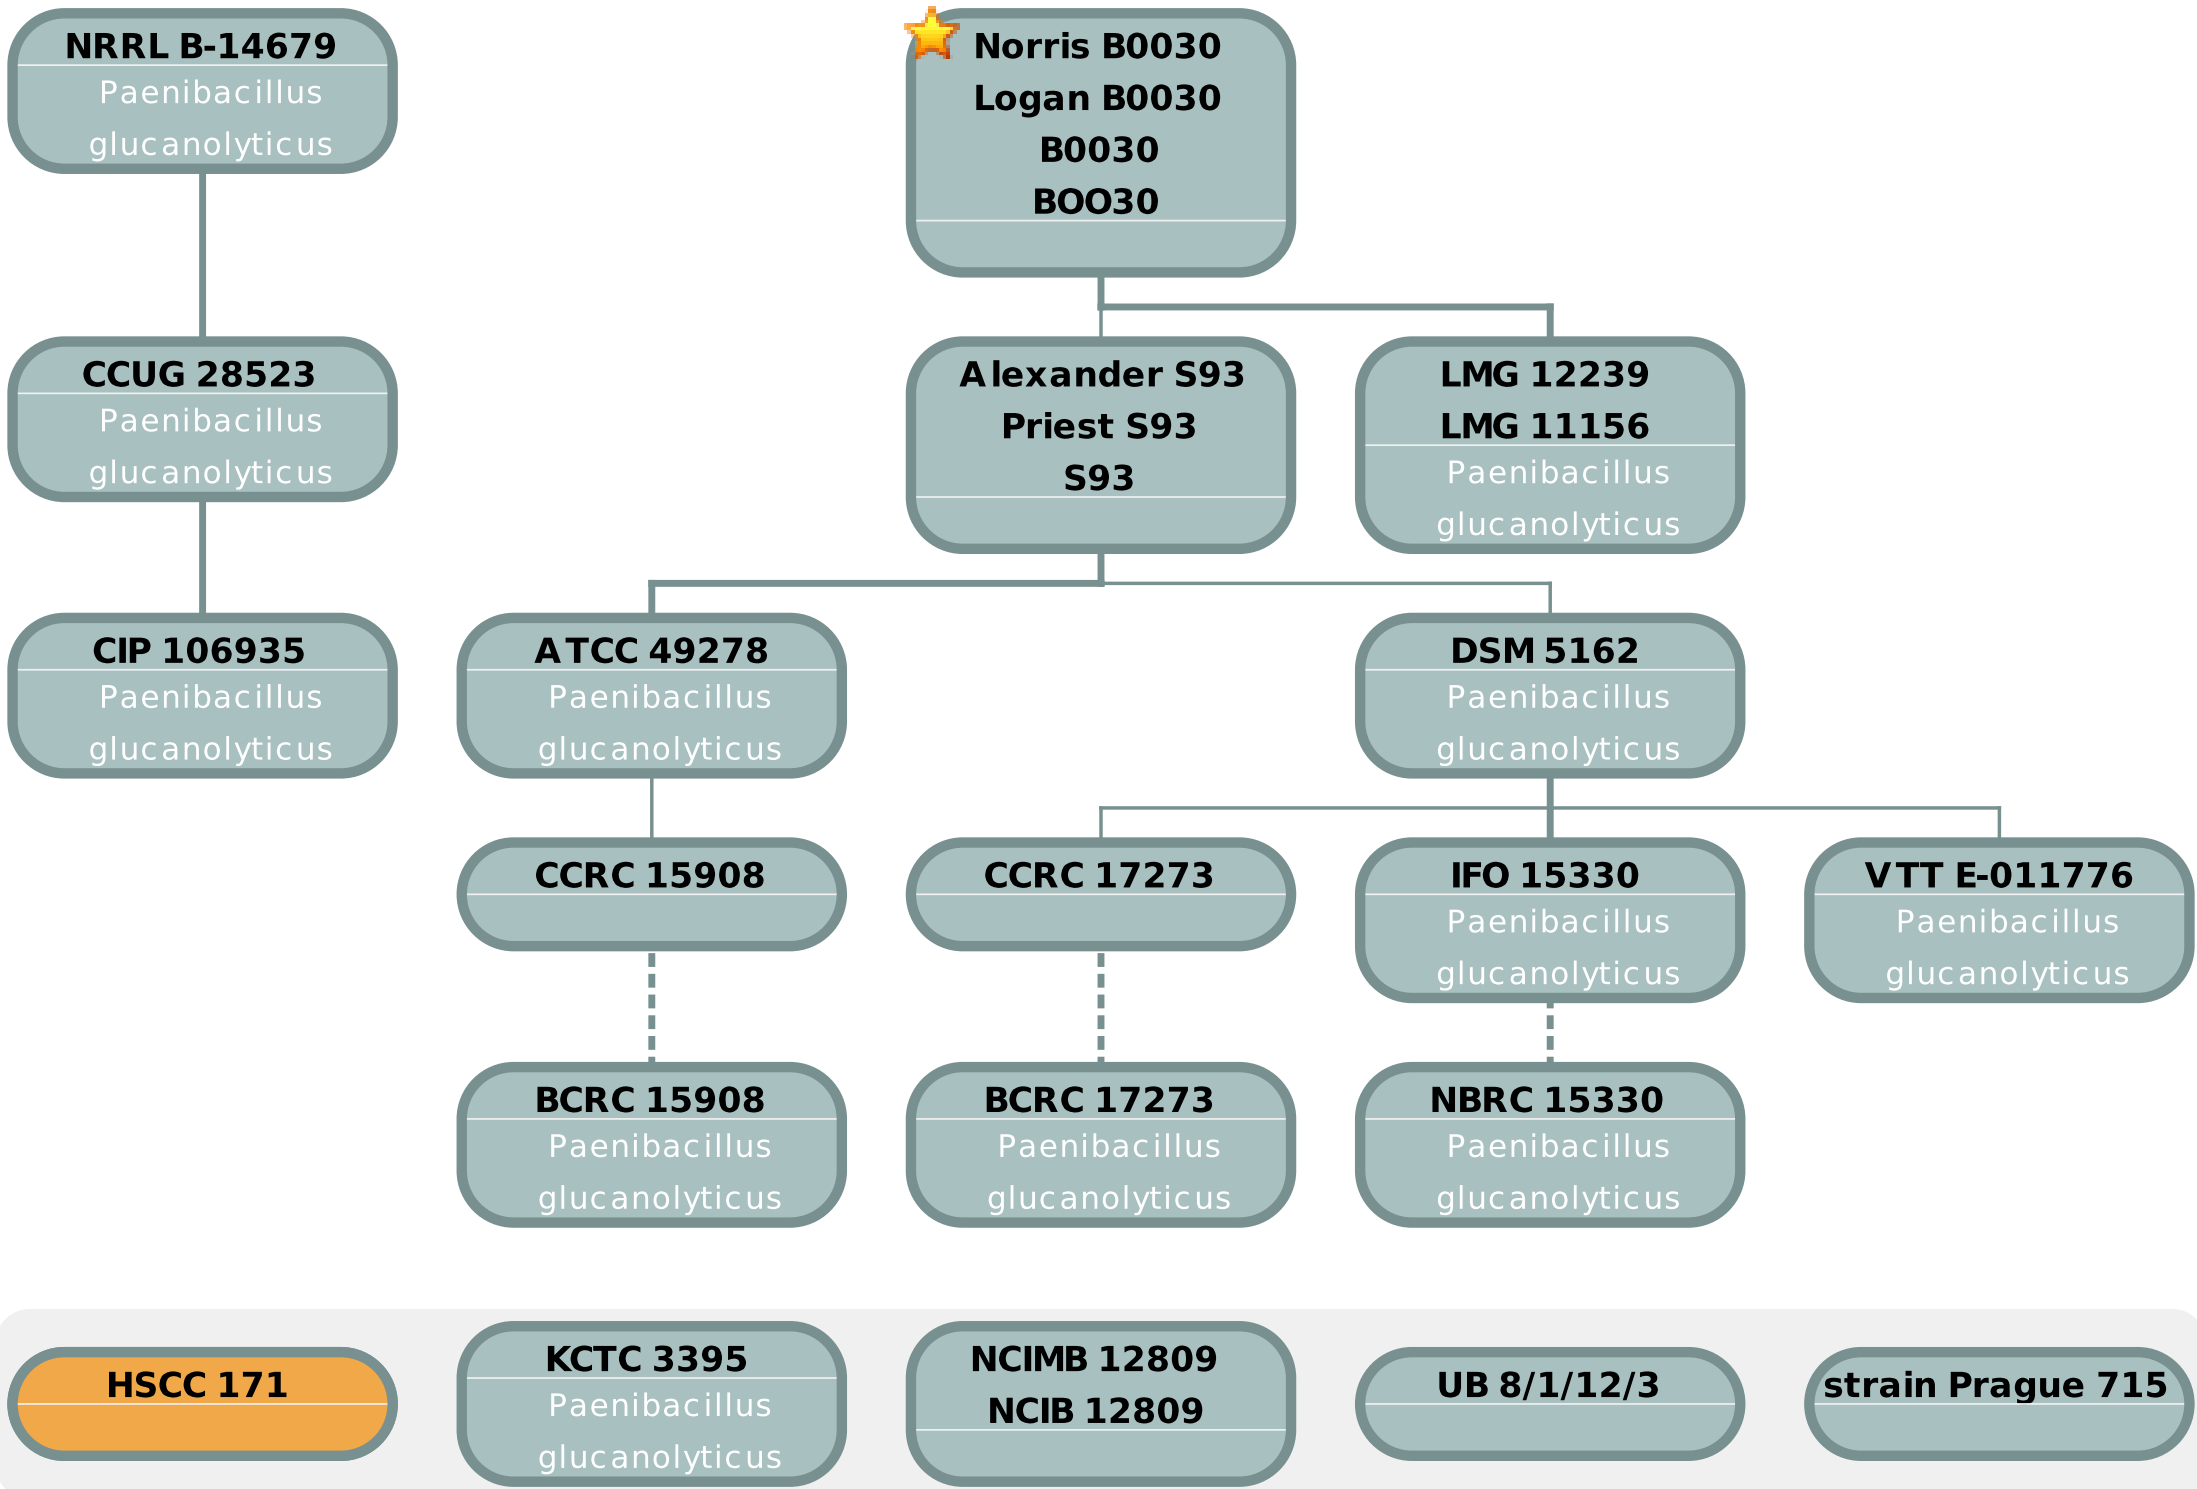 NRRL B-14679
Paenibacillus
glucanolyticus
Norris B0030
Logan B0030
B0030
BOO30
CCUG 28523
Paenibacillus
glucanolyticus
Alexander S93
Priest S93
S93
LMG 12239
LMG 11156
Paenibacillus
glucanolyticus
CIP 106935
Paenibacillus
glucanolyticus
ATCC 49278
Paenibacillus
glucanolyticus
DSM 5162
Paenibacillus
glucanolyticus
CCRC 15908
CCRC 17273
IFO 15330
Paenibacillus
glucanolyticus
VTT E-011776
Paenibacillus
glucanolyticus
BCRC 15908
Paenibacillus
glucanolyticus
BCRC 17273
Paenibacillus
glucanolyticus
NBRC 15330
Paenibacillus
glucanolyticus
HSCC 171
KCTC 3395
Paenibacillus
glucanolyticus
NCIMB 12809
NCIB 12809
UB 8/1/12/3
strain Prague 715